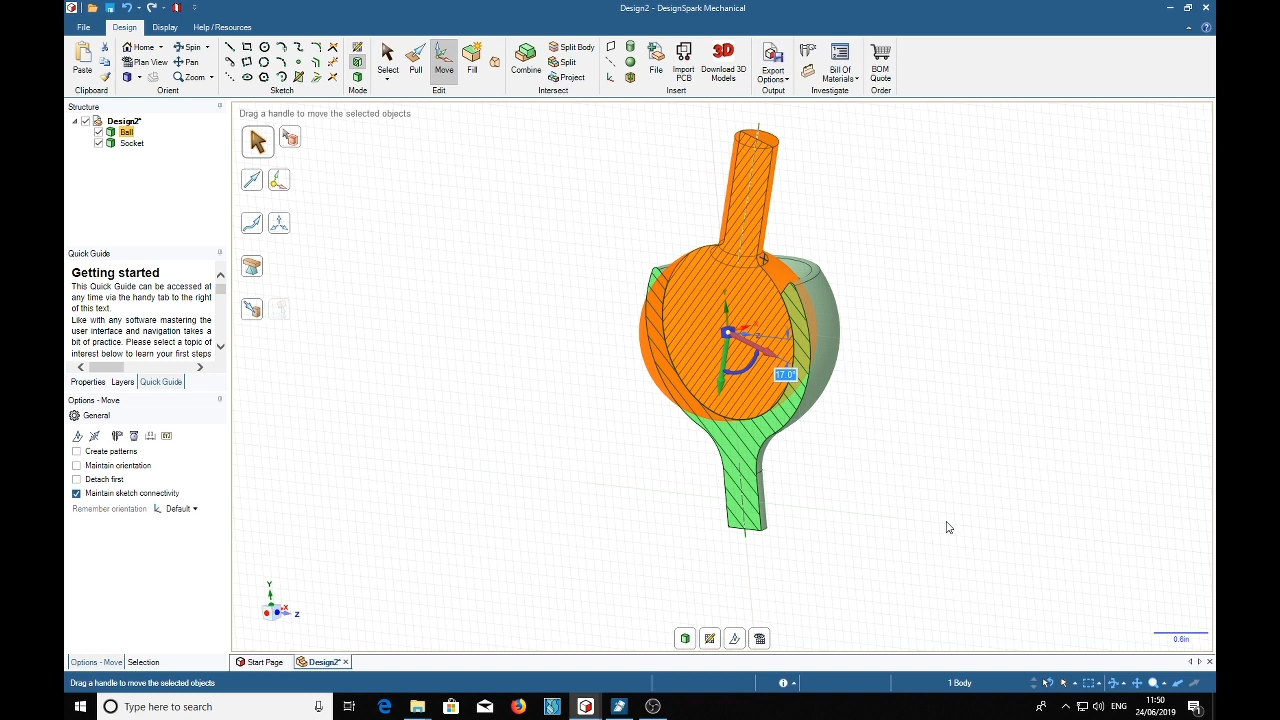 Design2 - DesignSpark Mechanical
File Design Display Help / Resources
Paste
Home Spin
Plan View Pan
Zoom
Select Pull Move Fill
Combine
Split Body
Split
Project
File Import PCB Download 3D Models
Export Options
Bill Of Materials
BOM Quote
Clipboard Orient Sketch Mode Edit Intersect Insert Output Investigate Order
Structure
Design2*
Ball
Socket
Drag a handle to move the selected objects
Quick Guide
Getting started
This Quick Guide can be accessed at
any time via the handy tab to the right
of this text.
Like with any software mastering the
user interface and navigation takes a
bit of practice. Please select a topic of
interest below to learn your first steps
Properties Layers Quick Guide
Options - Move
General
Create patterns
Maintain orientation
Detach first
Maintain sketch connectivity
Remember orientation Default
17.0°
Y
X
Z
0.6in
Options - Move Selection
Start Page Design2*
Drag a handle to move the selected objects
1 Body
Type here to search
ENG
11:50
24/06/2019